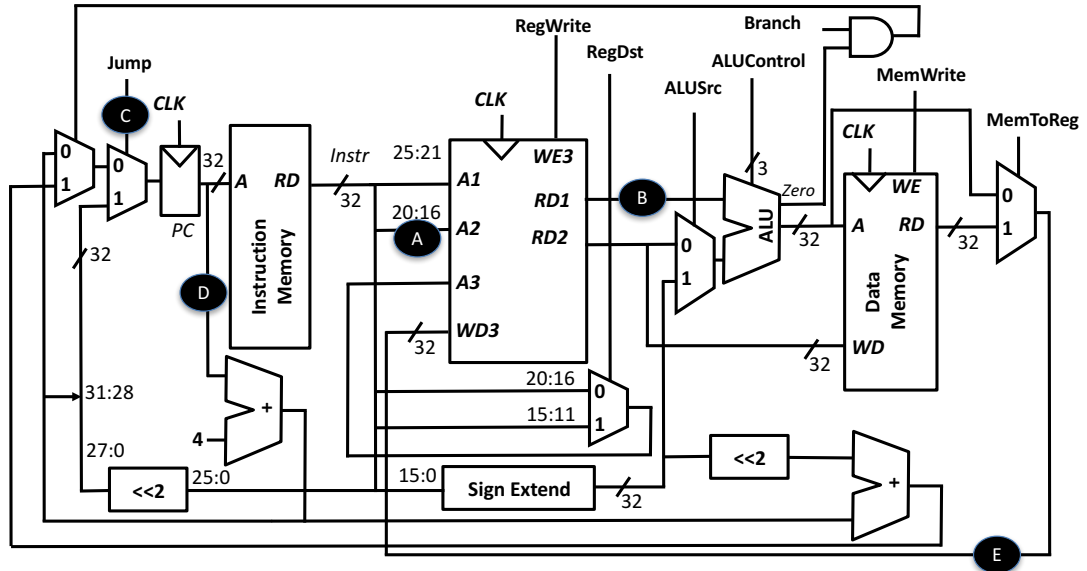 Branch
RegWrite
RegDst
Jump
ALUControl
C
CLK
ALUSrc
MemWrite
CLK
CLK
MemToReg
0
1
0
1
32
A
RD
Instr
32
25:21
A1
WE3
RD1
B
3
Zero
ALU
32
WE
A
RD
32
0
1
PC
Instruction
Memory
20:16
A
A2
RD2
0
1
Data
Memory
32
D
A3
WD3
32
32
WD
31:28
+
4
20:16
0
15:11
1
27:0
<<2
25:0
15:0
Sign Extend
32
<<2
+
E